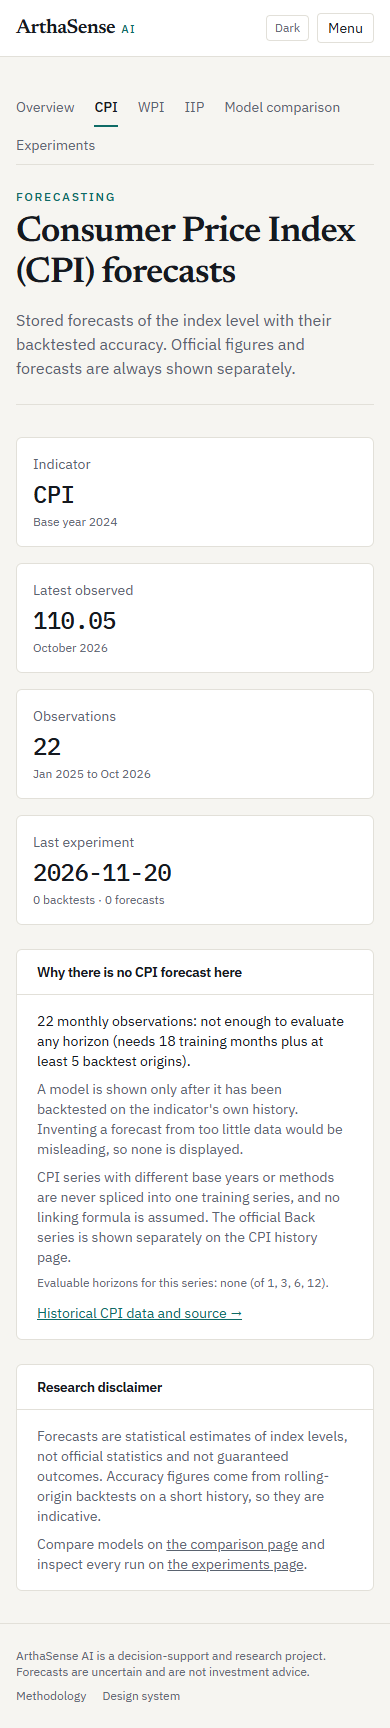 ArthaSense AI
Dark
Menu
Overview CPI WPI IIP Model comparison
Experiments
FORECASTING
Consumer Price Index
(CPI) forecasts
Stored forecasts of the index level with their
backtested accuracy. Official figures and
forecasts are always shown separately.
Indicator
CPI
Base year 2024
Latest observed
110.05
October 2026
Observations
22
Jan 2025 to Oct 2026
Last experiment
2026-11-20
0 backtests · 0 forecasts
Why there is no CPI forecast here
22 monthly observations: not enough to evaluate
any horizon (needs 18 training months plus at
least 5 backtest origins).
A model is shown only after it has been
backtested on the indicator's own history.
Inventing a forecast from too little data would be
misleading, so none is displayed.
CPI series with different base years or methods
are never spliced into one training series, and no
linking formula is assumed. The official Back
series is shown separately on the CPI history
page.
Evaluable horizons for this series: none (of 1, 3, 6, 12).
Historical CPI data and source →
Research disclaimer
Forecasts are statistical estimates of index levels,
not official statistics and not guaranteed
outcomes. Accuracy figures come from rolling-
origin backtests on a short history, so they are
indicative.
Compare models on the comparison page and
inspect every run on the experiments page.
ArthaSense AI is a decision-support and research project.
Forecasts are uncertain and are not investment advice.
Methodology Design system